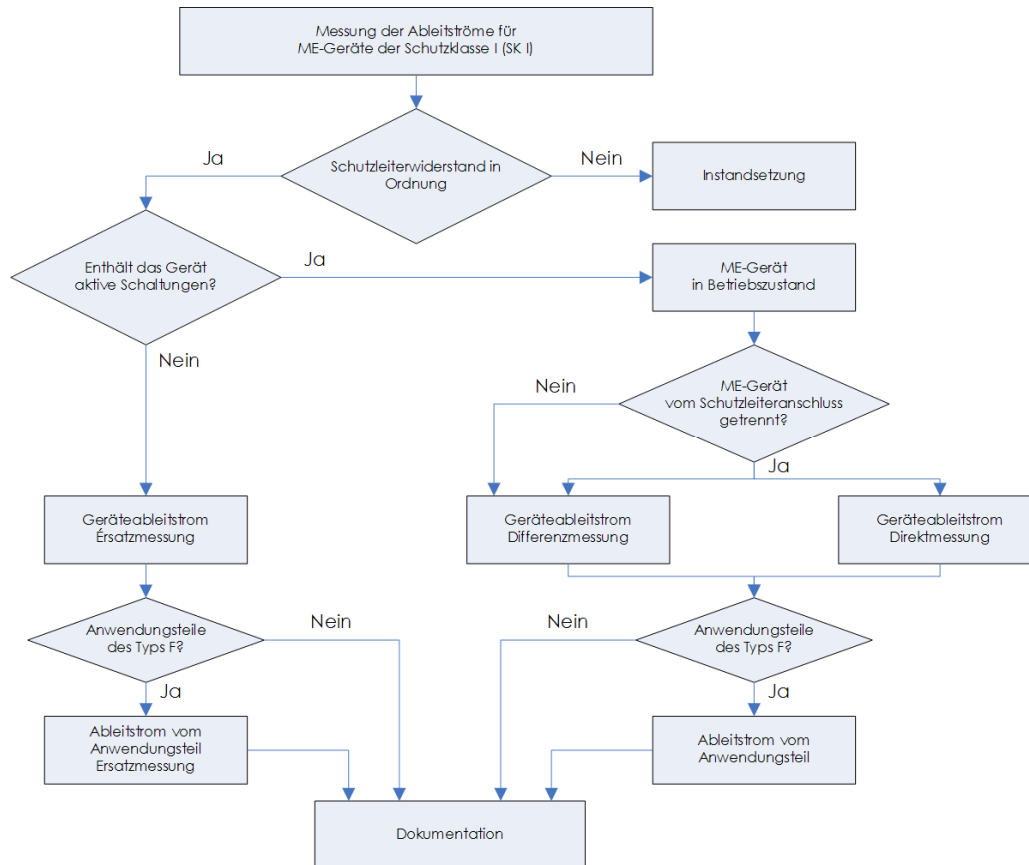 Messung der Ableitströme für
ME-Geräte der Schutzklasse I (SK I)
Ja
Schutzleiterwiderstand in
Ordnung
Nein
Instandsetzung
Enthält das Gerät
aktive Schaltungen?
Ja
ME-Gerät
in Betriebszustand
Nein
Nein
ME-Gerät
vom Schutzleiteranschluss
getrennt?
Ja
Geräteableitstrom
Érsatzmessung
Geräteableitstrom
Differenzmessung
Geräteableitstrom
Direktmessung
Anwendungsteile
des Typs F?
Nein
Nein
Anwendungsteile
des Typs F?
Ja
Ja
Ableitstrom vom
Anwendungsteil
Ersatzmessung
Ableitstrom vom
Anwendungsteil
Dokumentation